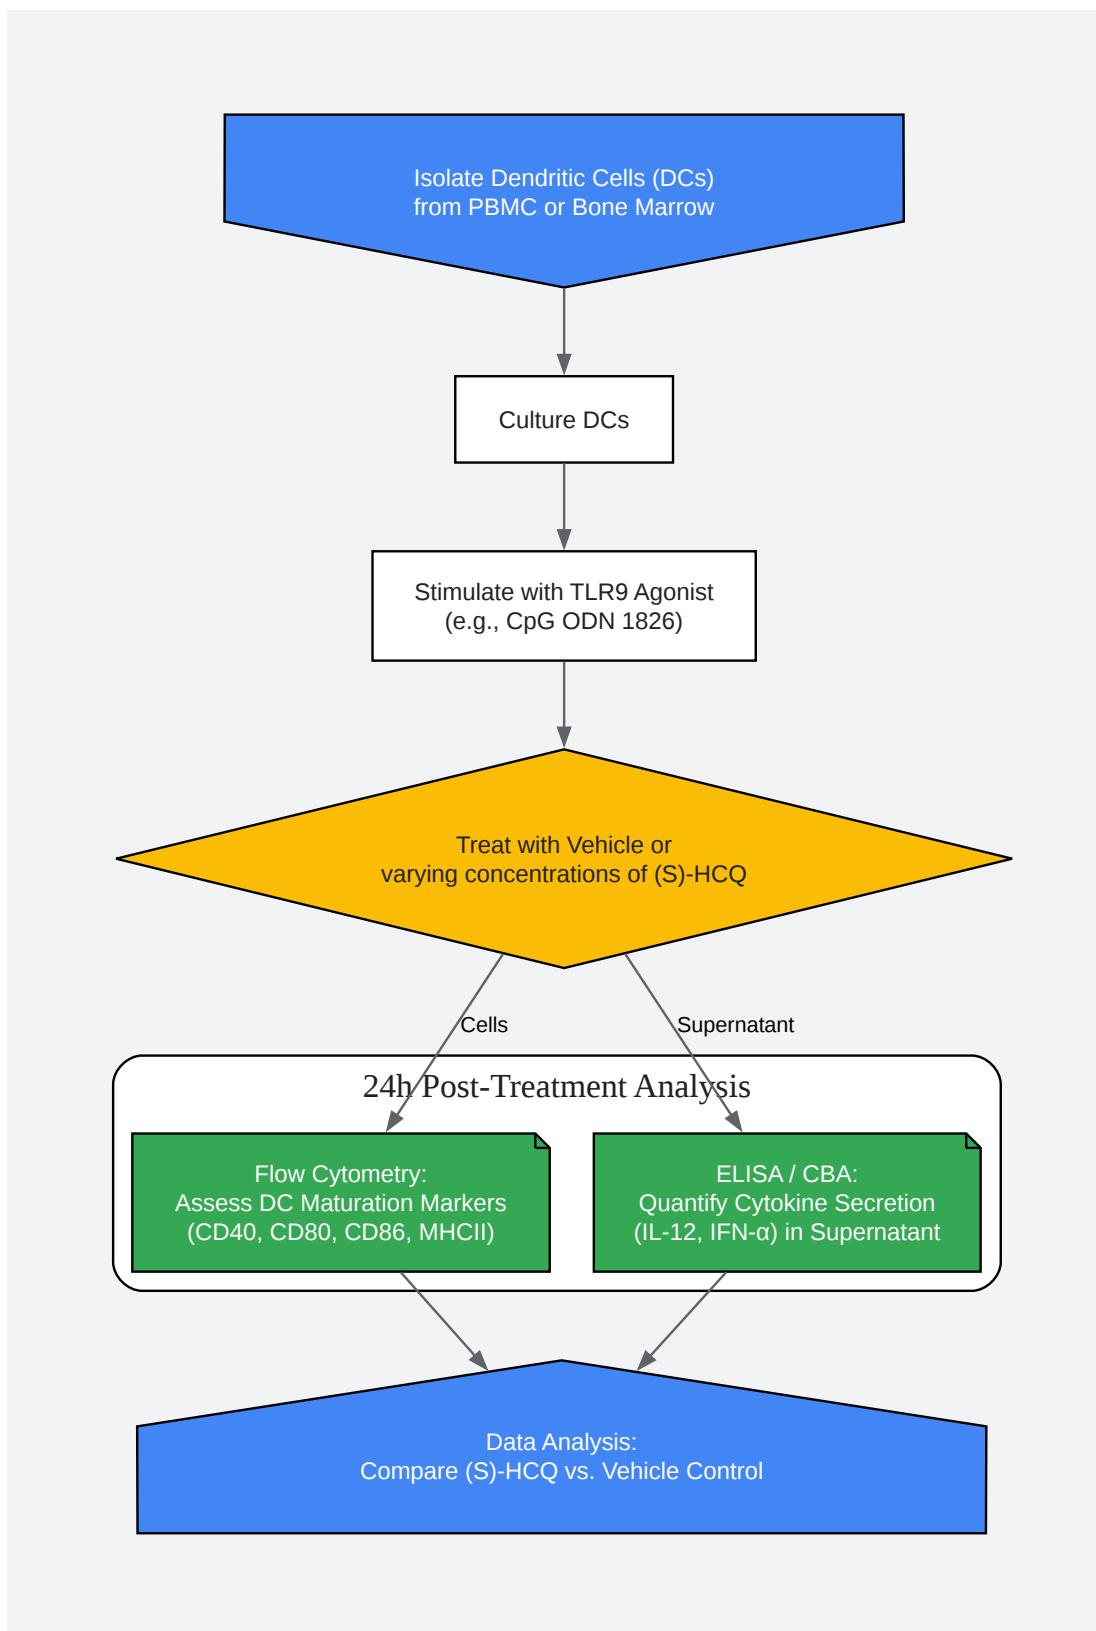 Isolate Dendritic Cells (DCs)
from PBMC or Bone Marrow
Culture DCs
Stimulate with TLR9 Agonist
(e.g., CpG ODN 1826)
Treat with Vehicle or
varying concentrations of (S)-HCQ
Cells
Supernatant
24h Post-Treatment Analysis
Flow Cytometry:
Assess DC Maturation Markers
(CD40, CD80, CD86, MHCII)
ELISA / CBA:
Quantify Cytokine Secretion
(IL-12, IFN-α) in Supernatant
Data Analysis:
Compare (S)-HCQ vs. Vehicle Control